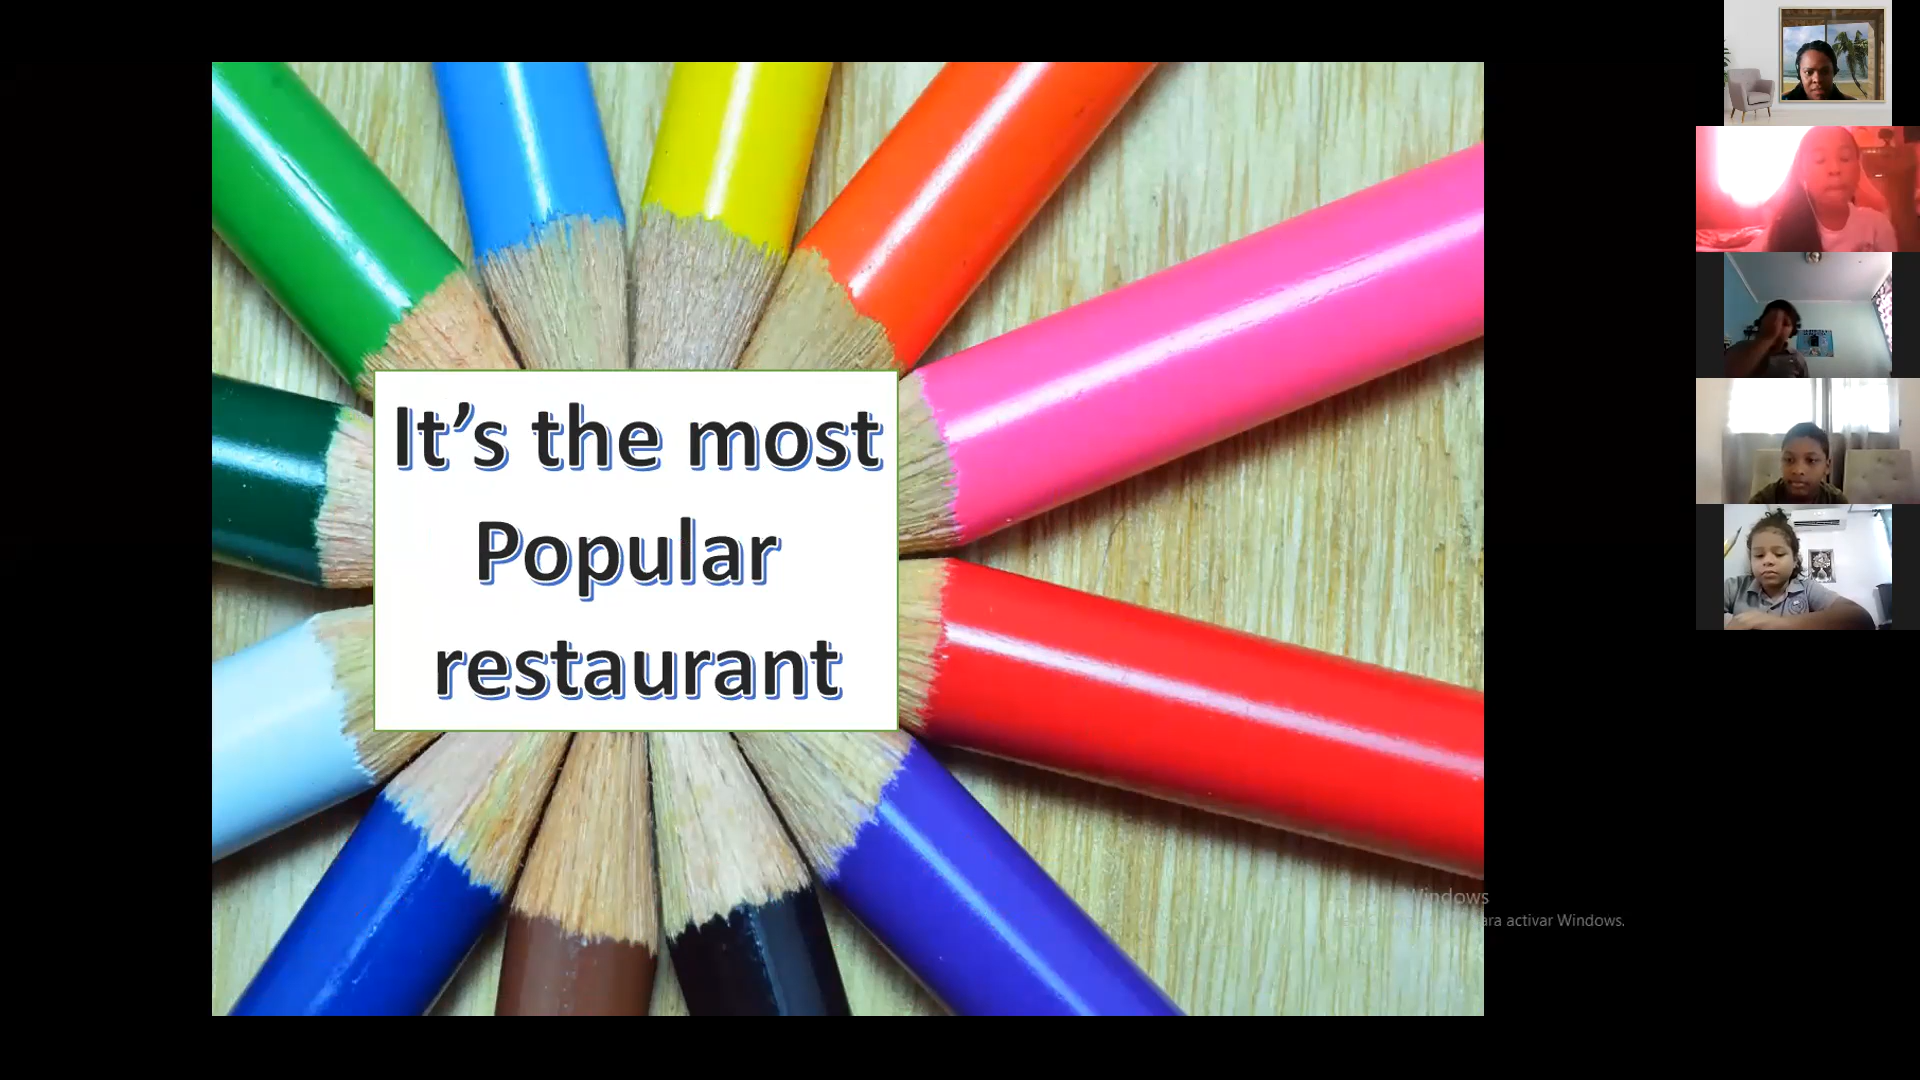 It's the most
Popular
restaurant
Windows
ara activar Windows.